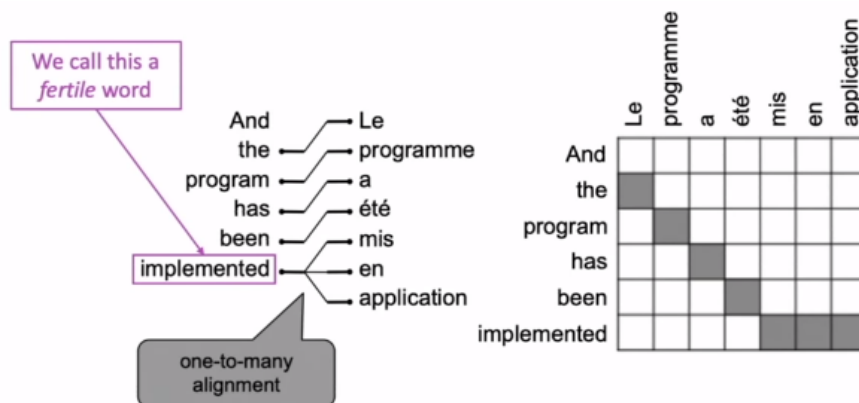 We call this a
fertile word
And
the
program
has
been
implemented
Le
programme
a
été
mis
en
application
one-to-many
alignment
Le
programme
a
été
mis
en
application
And
the
program
has
been
implemented